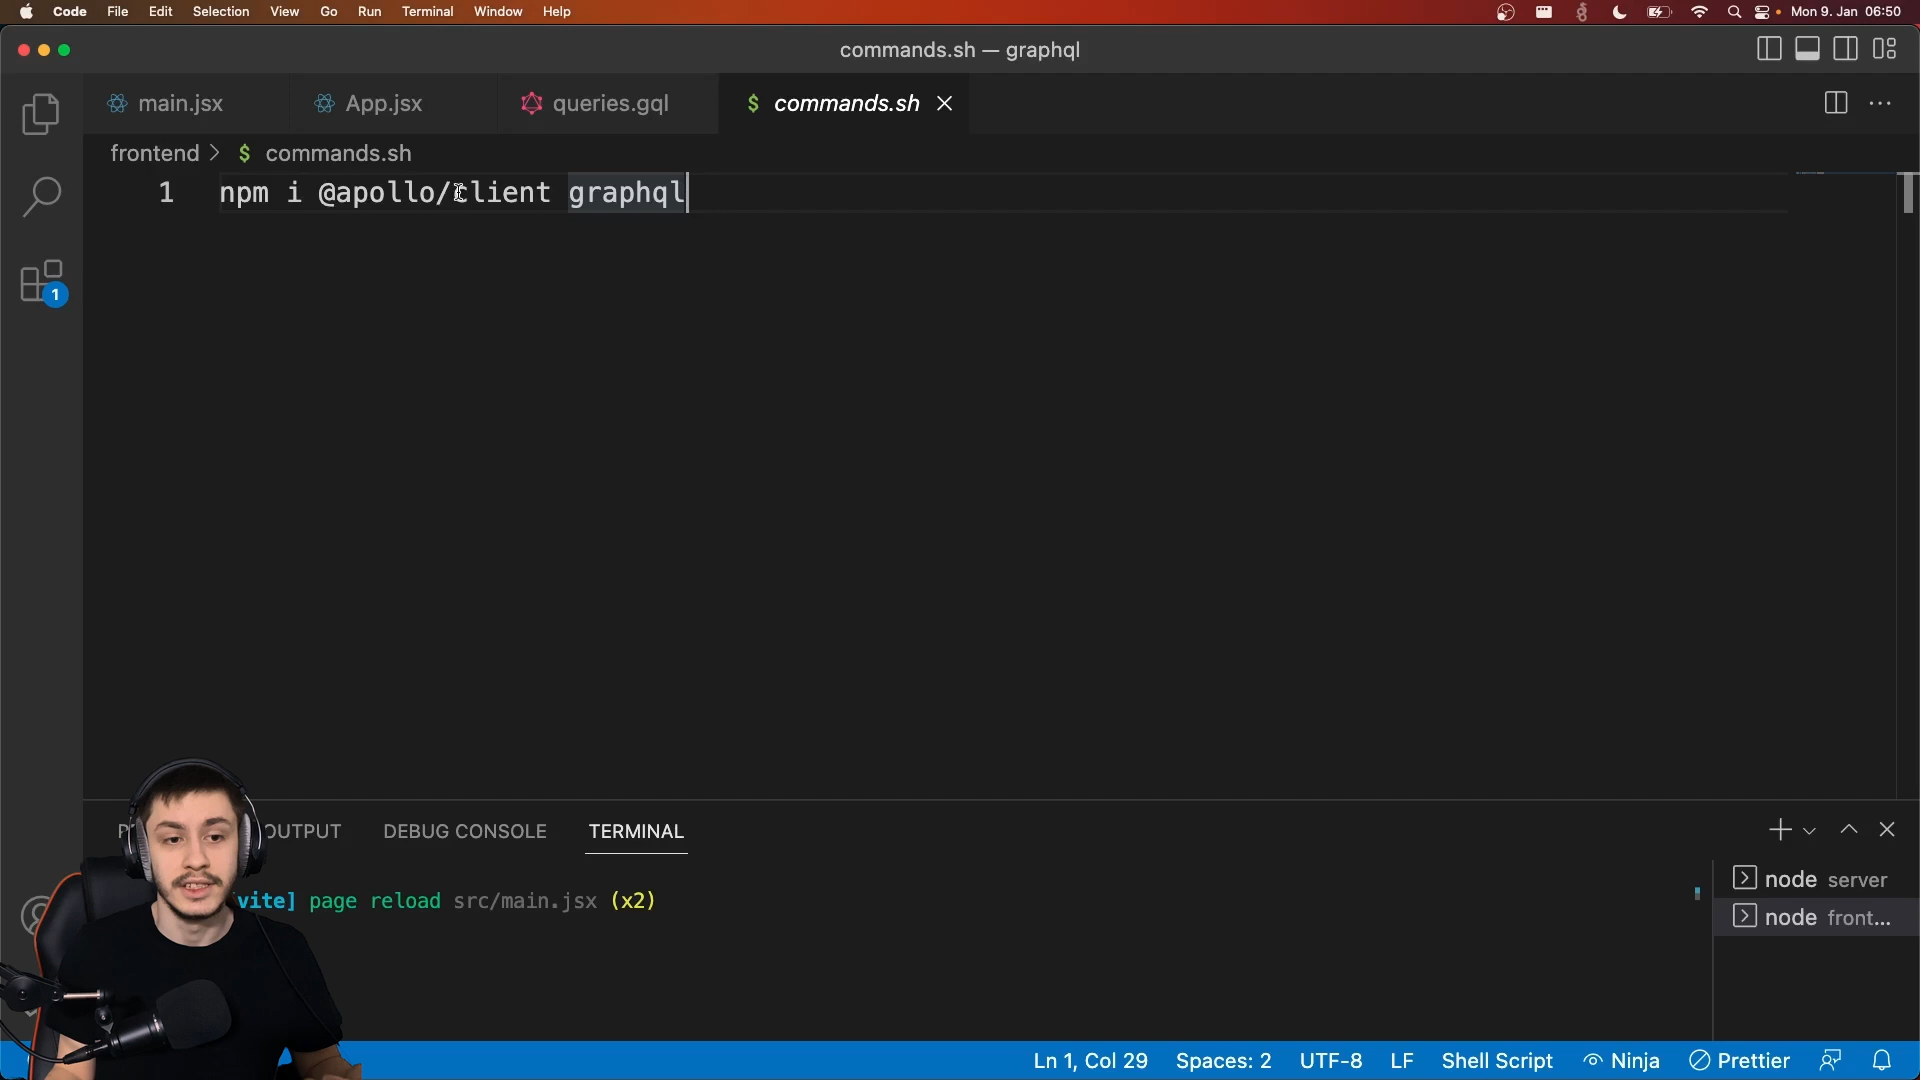 Code File Edit Selection View Go Run Terminal Window Help Mon 9. Jan 06:50
commands.sh — graphql
main.jsx App.jsx queries.gql $ commands.sh
frontend > $ commands.sh
1 npm i @apollo/client graphql
OUTPUT DEBUG CONSOLE TERMINAL
vite] page reload src/main.jsx (x2)
node server
node front...
1
Ln 1, Col 29 Spaces: 2 UTF-8 LF Shell Script Ninja Prettier